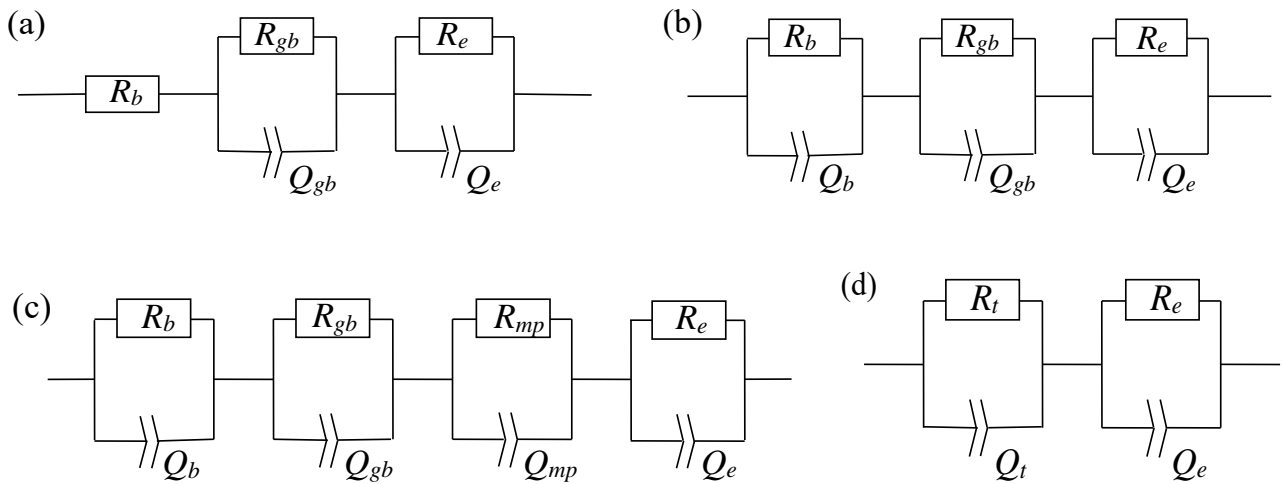 (a)
R_b
R_gb
R_e
Q_gb
Q_e
(b)
R_b
R_gb
R_e
Q_b
Q_gb
Q_e
(c)
R_b
R_gb
R_mp
R_e
Q_b
Q_gb
Q_mp
Q_e
(d)
R_t
R_e
Q_t
Q_e